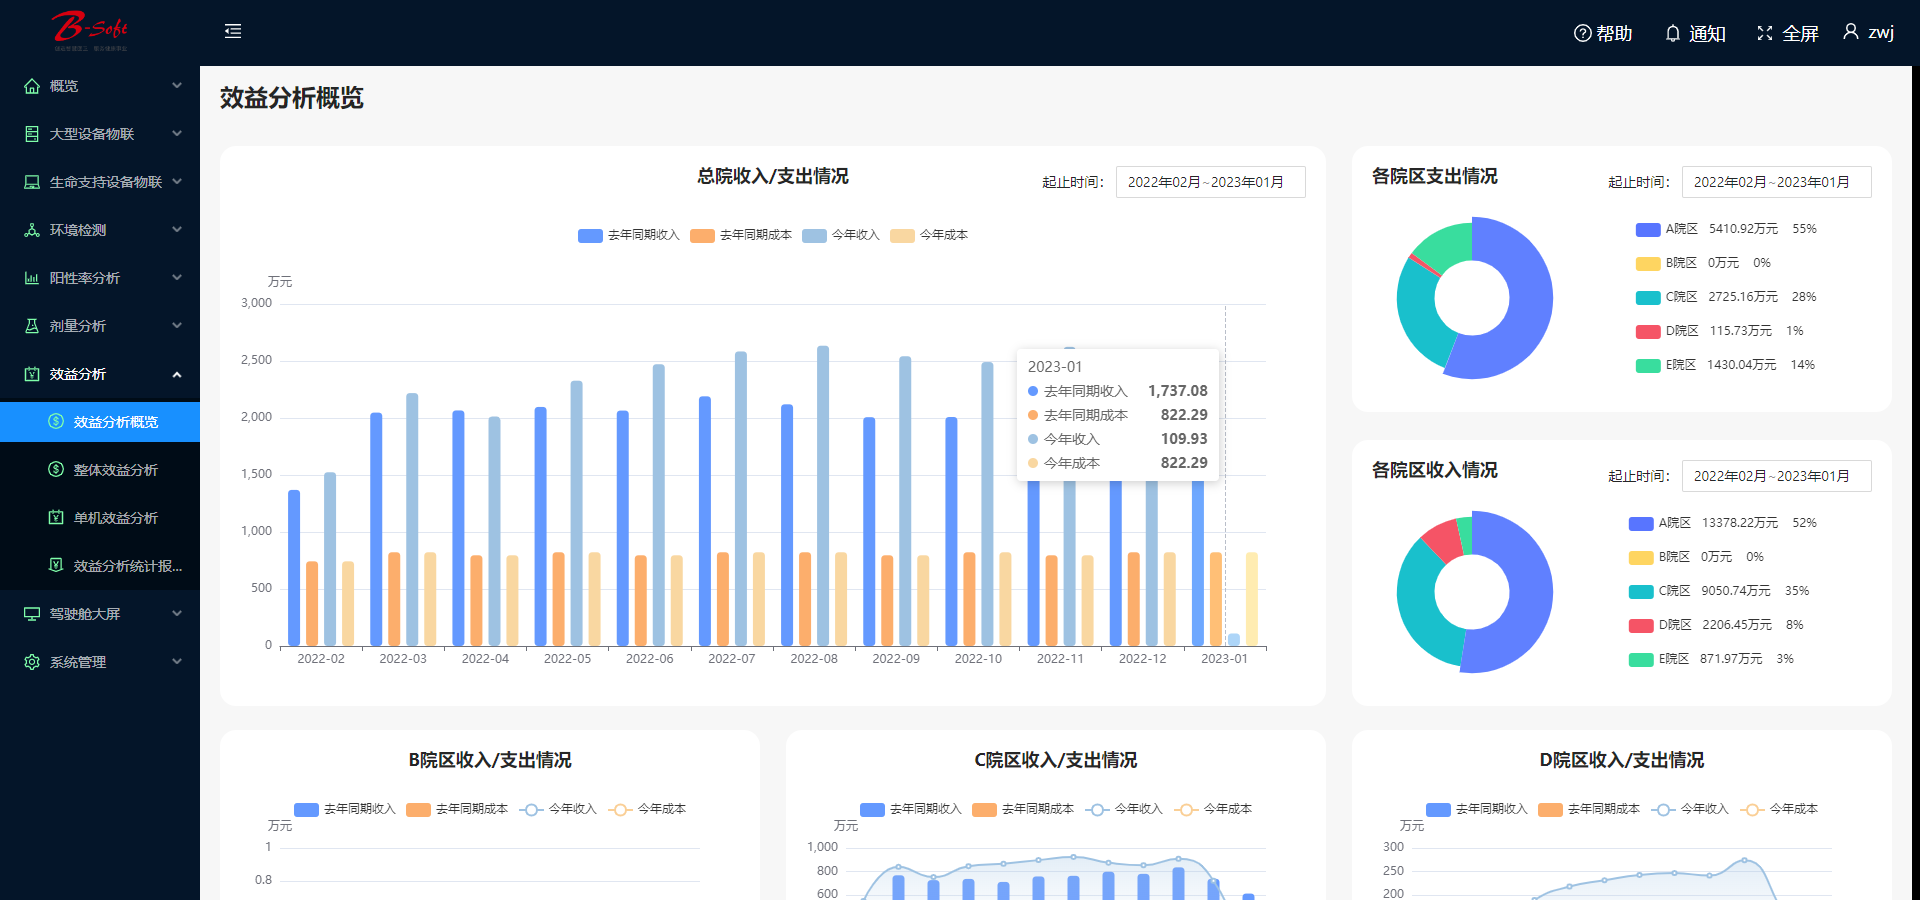 B-Soft
帮助
通知
全屏
zwj
概览
大型设备物联
生命支持设备物联
环境检测
阳性率分析
剂量分析
效益分析
效益分析概览
整体效益分析
单机效益分析
效益分析统计报...
驾驶舱大屏
系统管理
效益分析概览
总院收入/支出情况
起止时间： 2022年02月~2023年01月
去年同期收入 去年同期成本 今年收入 今年成本
万元
3,000
2,500
2,000
1,500
1,000
500
0
2022-02 2022-03 2022-04 2022-05 2022-06 2022-07 2022-08 2022-09 2022-10 2022-11 2022-12 2023-01
2023-01
去年同期收入 1,737.08
去年同期成本 822.29
今年收入 109.93
今年成本 822.29
各院区支出情况
起止时间： 2022年02月~2023年01月
A院区 5410.92万元 55%
B院区 0万元 0%
C院区 2725.16万元 28%
D院区 115.73万元 1%
E院区 1430.04万元 14%
各院区收入情况
起止时间： 2022年02月~2023年01月
A院区 13378.22万元 52%
B院区 0万元 0%
C院区 9050.74万元 35%
D院区 2206.45万元 8%
E院区 871.97万元 3%
B院区收入/支出情况
去年同期收入 去年同期成本 今年收入 今年成本
万元
1
0.8
C院区收入/支出情况
去年同期收入 去年同期成本 今年收入 今年成本
万元
1,000
800
600
D院区收入/支出情况
去年同期收入 去年同期成本 今年收入 今年成本
万元
300
250
200